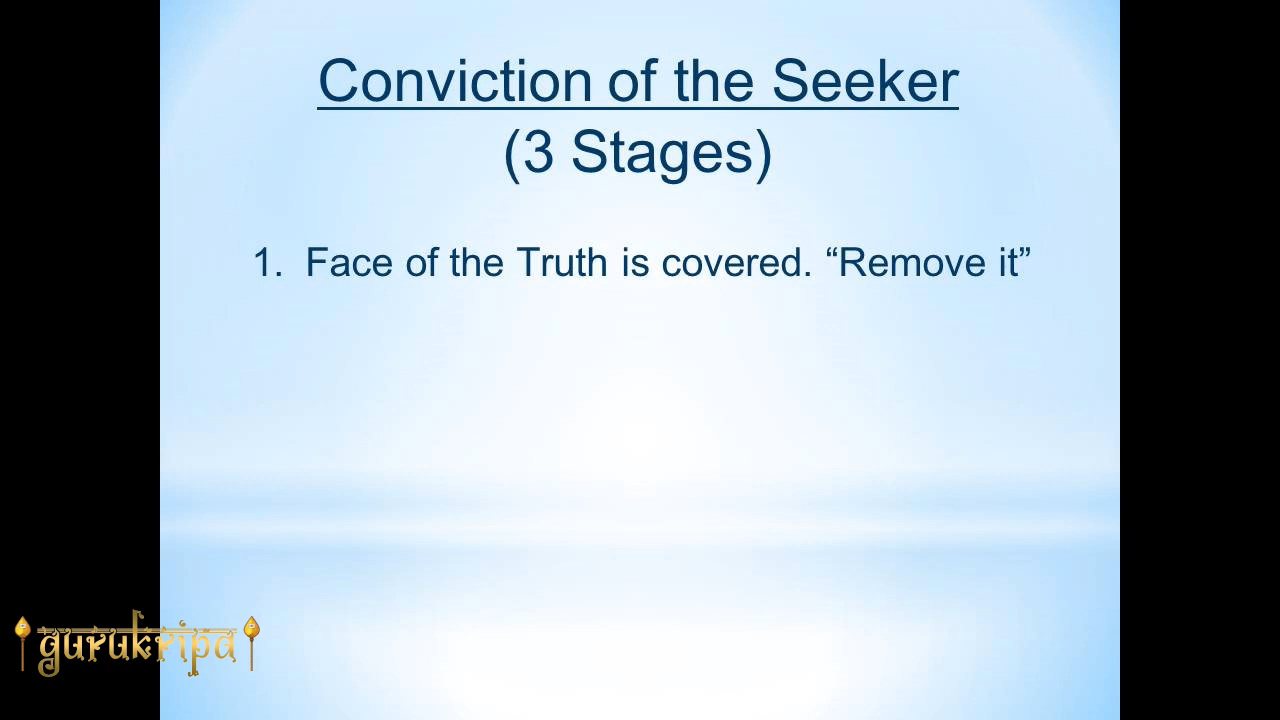 Conviction of the Seeker
(3 Stages)
1. Face of the Truth is covered. “Remove it”
gurukripa